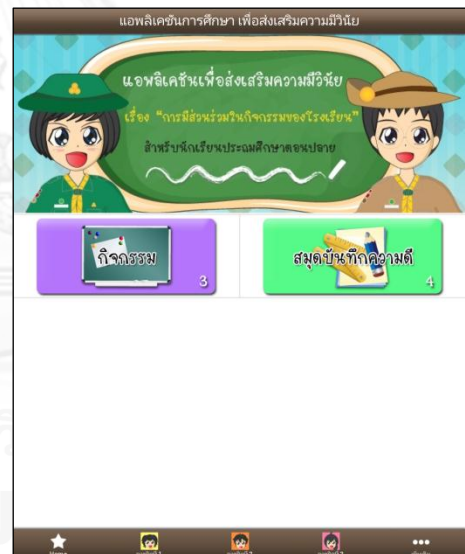 แอพลิเคชันการศึกษา เพื่อส่งเสริมความมีวินัย
แอพลิเคชันเพื่อส่งเสริมความมีวินัย
เรื่อง "การมีส่วนร่วมในกิจกรรมของโรงเรียน"
สำหรับนักเรียนประถมศึกษาตอนปลาย
กิจกรรม
3
สมุดบันทึกความดี
4
Home